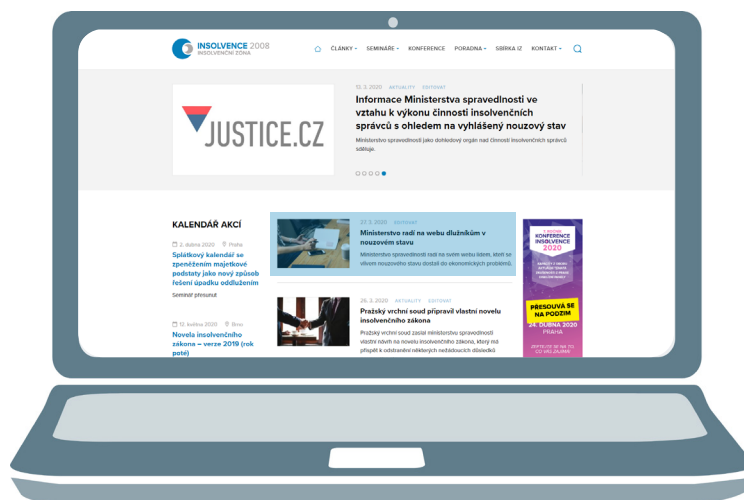 INSOLVENCE 2008
INSOLVENČNÍ ZÓNA
ČLÁNKY
SEMINÁŘE
KONFERENCE
PORADNA
SBÍRKA IZ
KONTAKT
JUSTICE.CZ
13. 3. 2020 AKTUALITY EDITOVAT
Informace Ministerstva spravedlnosti ve
vztahu k výkonu činnosti insolvenčních
správců s ohledem na vyhlášený nouzový stav
Ministerstvo spravedlnosti jako dohledový orgán nad činností insolvenčních správců
sděluje.
KALENDÁŘ AKCÍ
2. dubna 2020 Praha
Splátkový kalendář se
zpeněžením majetkové
podstaty jako nový způsob
řešení úpadku oddlužením
Seminář přesunut
12. května 2020 Brno
Novela insolvenčního
zákona – verze 2019 (rok
poté)
27. 3. 2020 EDITOVAT
Ministerstvo radí na webu dlužníkům v
nouzovém stavu
Ministerstvo spravedlnosti radí na svém webu lidem, kteří se
vlivem nouzového stavu dostali do ekonomických problémů.
26. 3. 2020 AKTUALITY EDITOVAT
Pražský vrchní soud připravil vlastní novelu
insolvenčního zákona
Pražský vrchní soud zaslal ministerstvu spravedlnosti
vlastní návrh na novelu insolvenčního zákona, který má
přispět k odstranění některých nežádoucích důsledků
KONFERENCE
INSOLVENCE
2020
PŘESOUVÁ SE
NA PODZIM
24. DUBNA 2020
PRAHA